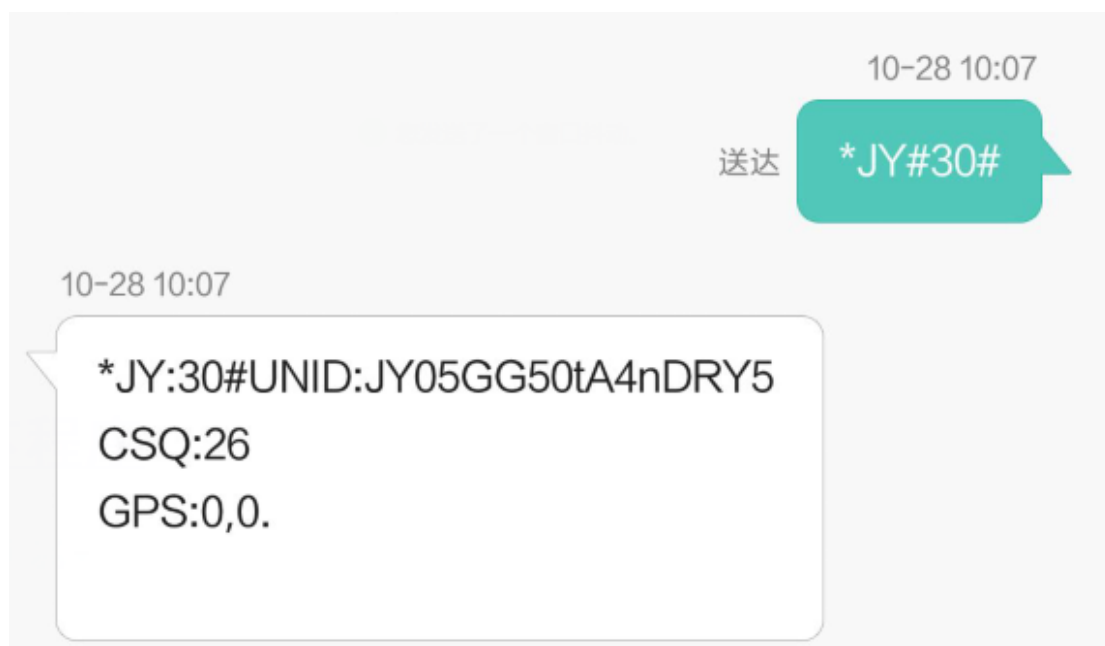 10-28 10:07
送达 *JY#30#
10-28 10:07
*JY:30#UNID:JY05GG50tA4nDRY5
CSQ:26
GPS:0,0.